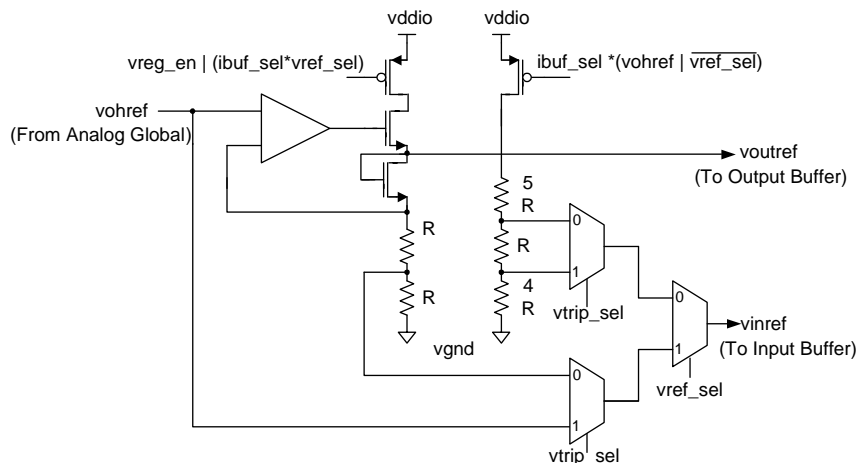 vddio
vddio
vreg_en | (ibuf_sel*vref_sel)
ibuf_sel *(vohref | vref_sel)
vohref
(From Analog Global)
voutref
(To Output Buffer)
5
R
0
R
R
1
4
R
R
vtrip_sel
0
vinref
(To Input Buffer)
1
vgnd
0
vref_sel
1
vtrip_sel